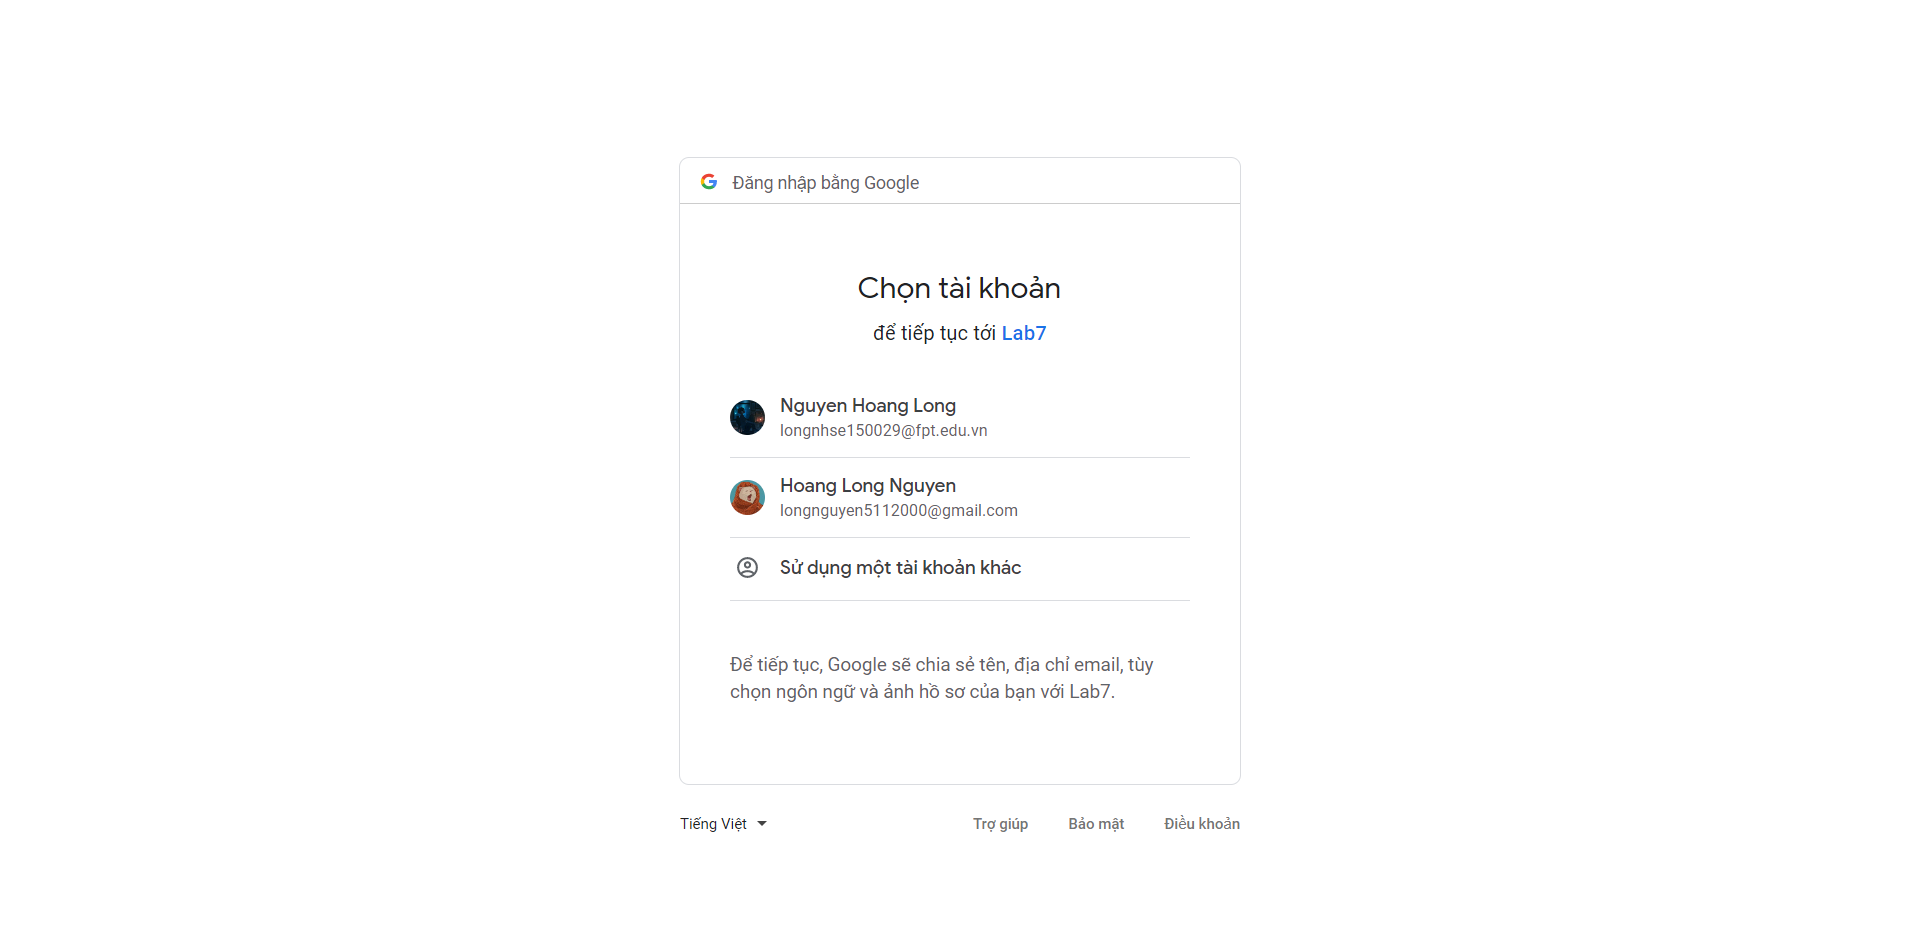 Đăng nhập bằng Google
Chọn tài khoản
để tiếp tục tới Lab7
Nguyen Hoang Long
longnhse150029@fpt.edu.vn
Hoang Long Nguyen
longnguyen5112000@gmail.com
Sử dụng một tài khoản khác
Để tiếp tục, Google sẽ chia sẻ tên, địa chỉ email, tùy
chọn ngôn ngữ và ảnh hồ sơ của bạn với Lab7.
Tiếng Việt Trợ giúp Bảo mật Điều khoản